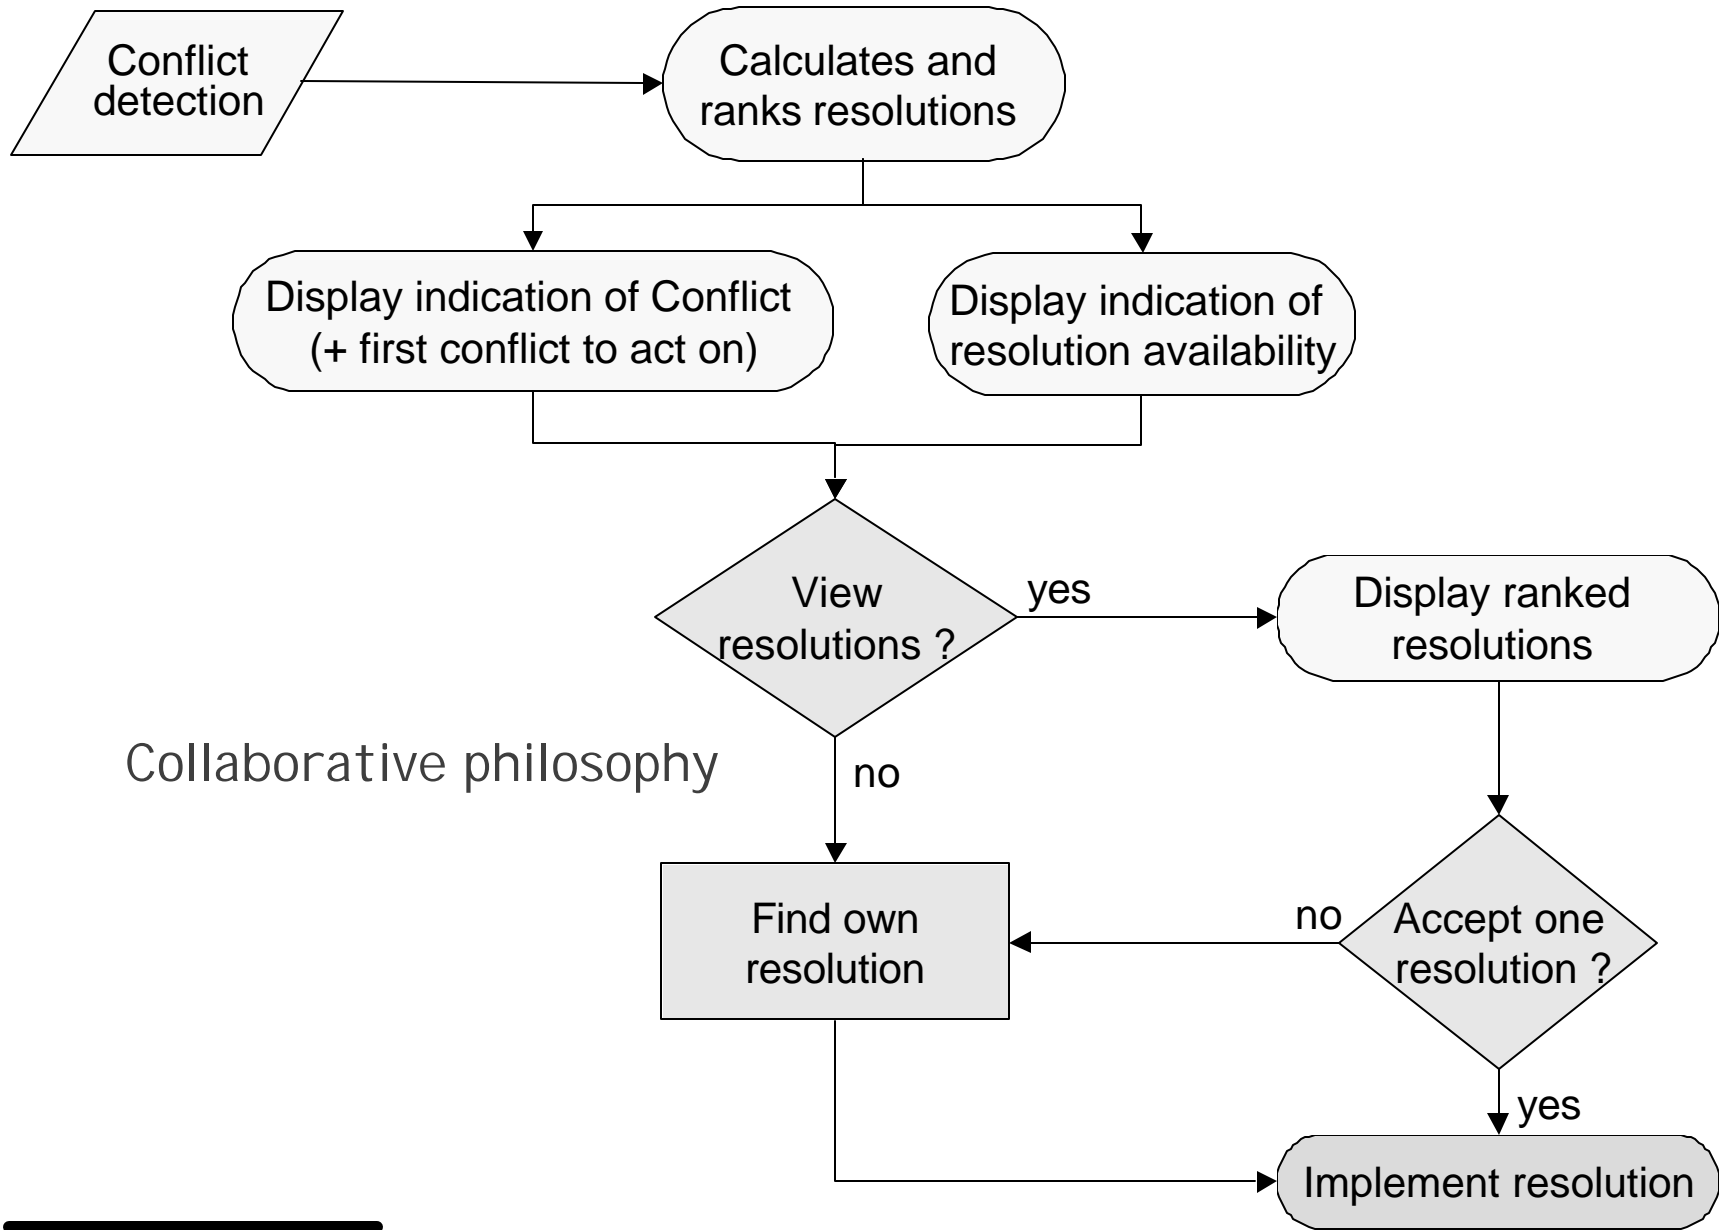 Conflict
detection
Calculates and
ranks resolutions
Display indication of Conflict
(+ first conflict to act on)
Display indication of
resolution availability
View
resolutions ?
yes
Display ranked
resolutions
Collaborative philosophy
no
Find own
resolution
no
Accept one
resolution ?
yes
Implement resolution